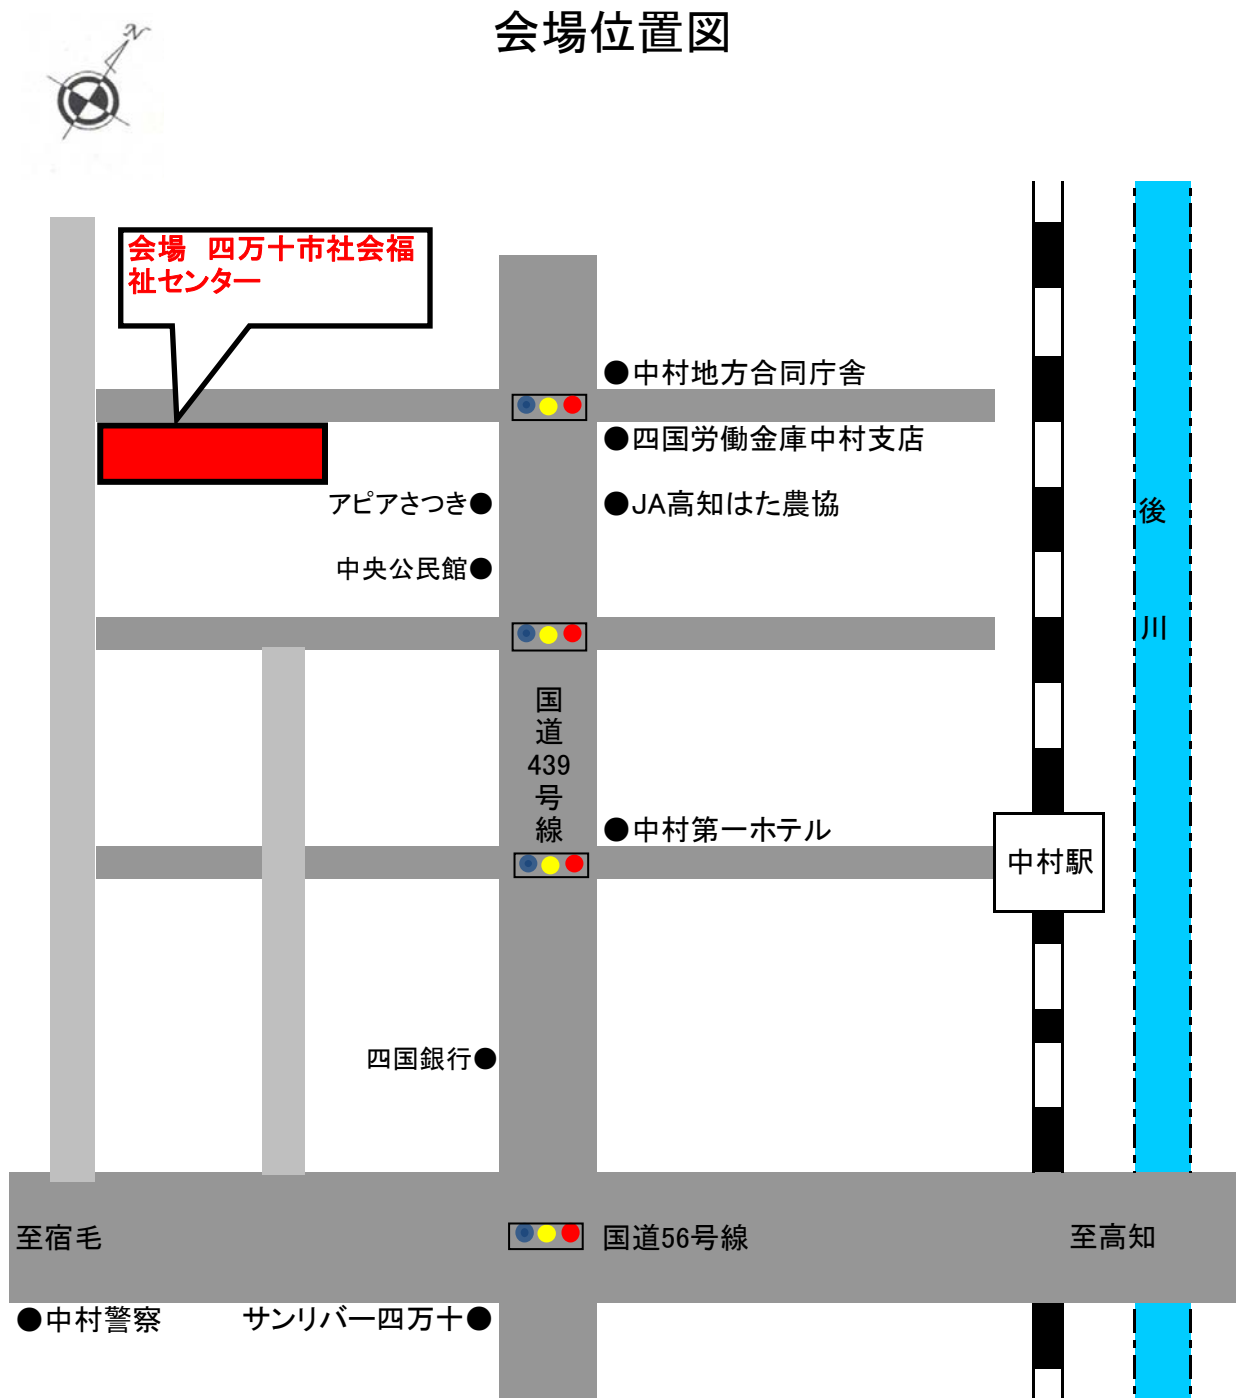 会場位置図
N
会場　四万十市社会福
祉センター
●中村地方合同庁舎
●四国労働金庫中村支店
アピアさつき●
●JA高知はた農協
後
川
中央公民館●
国
道
439
号
線
●中村第一ホテル
中村駅
四国銀行●
至宿毛
国道56号線
至高知
●中村警察
サンリバー四万十●